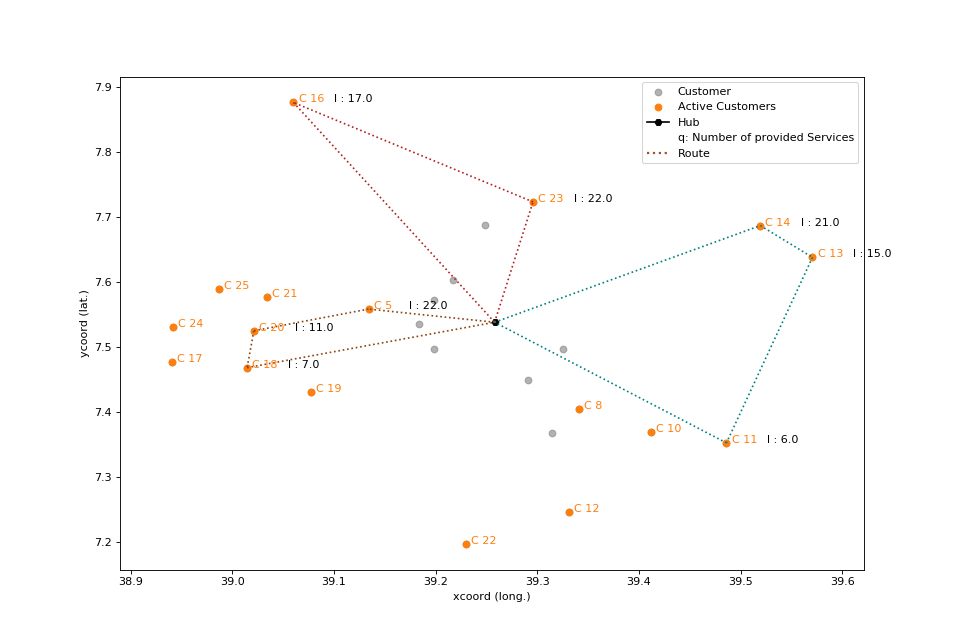 Customer
Active Customers
Hub
q: Number of provided Services
Route
C 16 I : 17.0
C 23 I : 22.0
C 14 I : 21.0
C 13 I : 15.0
C 25
C 21
C 5 I : 22.0
C 24
C 20 I : 11.0
C 17
C 18 I : 7.0
C 19
C 8
C 10
C 11 I : 6.0
C 12
C 22
7.9
7.8
7.7
7.6
7.5
7.4
7.3
7.2
ycoord (lat.)
38.9 39.0 39.1 39.2 39.3 39.4 39.5 39.6
xcoord (long.)